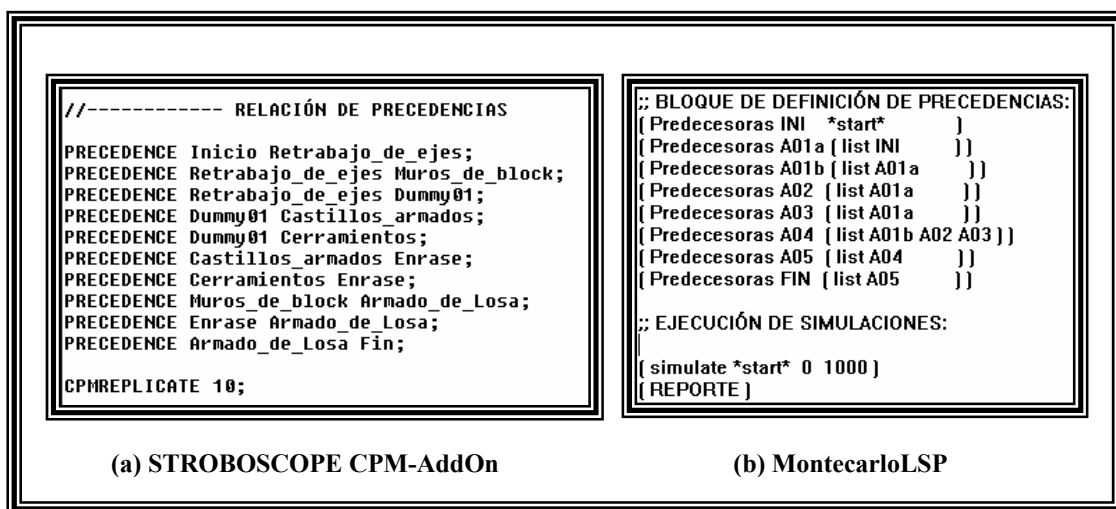 //------------ RELACIÓN DE PRECEDENCIAS
PRECEDENCE Inicio Retrabajo_de_ejes;
PRECEDENCE Retrabajo_de_ejes Muros_de_block;
PRECEDENCE Retrabajo_de_ejes Dummy01;
PRECEDENCE Dummy01 Castillos_armados;
PRECEDENCE Dummy01 Cerramientos;
PRECEDENCE Castillos_armados Enrase;
PRECEDENCE Cerramientos Enrase;
PRECEDENCE Muros_de_block Armado_de_Losa;
PRECEDENCE Enrase Armado_de_Losa;
PRECEDENCE Armado_de_Losa Fin;
CPMREPLICATE 10;
(a) STROBOSCOPE CPM-AddOn
;; BLOQUE DE DEFINICIÓN DE PRECEDENCIAS:
( Predecesoras INI *start* )
( Predecesoras A01a ( list INI ) )
( Predecesoras A01b ( list A01a ) )
( Predecesoras A02 ( list A01a ) )
( Predecesoras A03 ( list A01a ) )
( Predecesoras A04 ( list A01b A02 A03 ) )
( Predecesoras A05 ( list A04 ) )
( Predecesoras FIN ( list A05 ) )
;; EJECUCIÓN DE SIMULACIONES:
( simulate *start* 0 1000 )
( REPORTE )
(b) MontecarloLSP